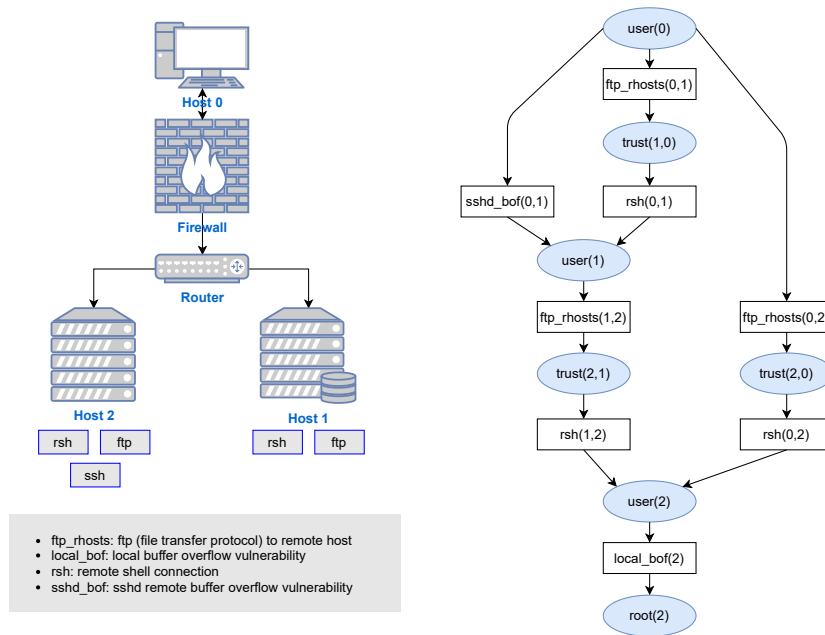 Host 0
Firewall
Router
Host 2
Host 1
rsh
ftp
ssh
rsh
ftp
• ftp_rhosts: ftp (file transfer protocol) to remote host
• local_bof: local buffer overflow vulnerability
• rsh: remote shell connection
• sshd_bof: sshd remote buffer overflow vulnerability
user(0)
ftp_rhosts(0,1)
trust(1,0)
sshd_bof(0,1)
rsh(0,1)
user(1)
ftp_rhosts(1,2)
ftp_rhosts(0,2
trust(2,1)
trust(2,0)
rsh(1,2)
rsh(0,2)
user(2)
local_bof(2)
root(2)